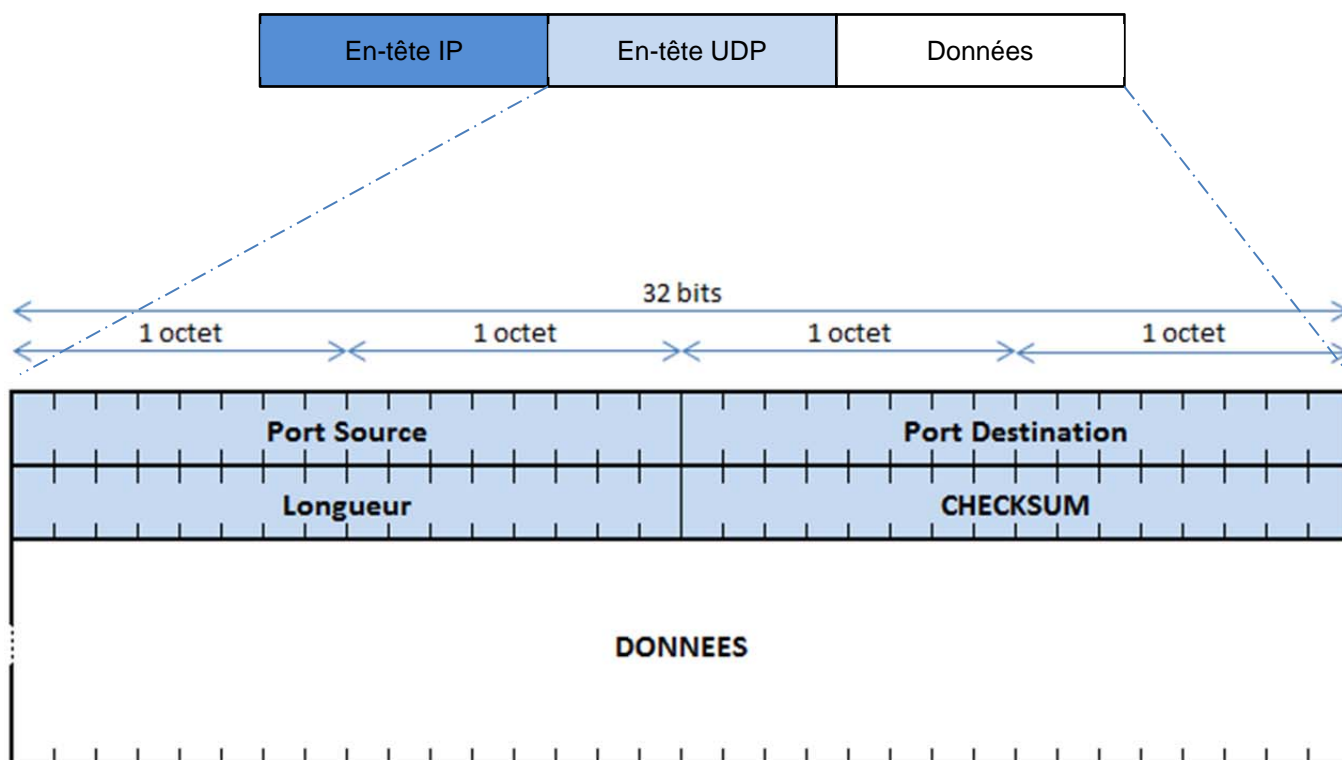 En-tête IP En-tête UDP Données
32 bits
1 octet 1 octet 1 octet 1 octet
Port Source Port Destination
Longueur CHECKSUM
DONNEES